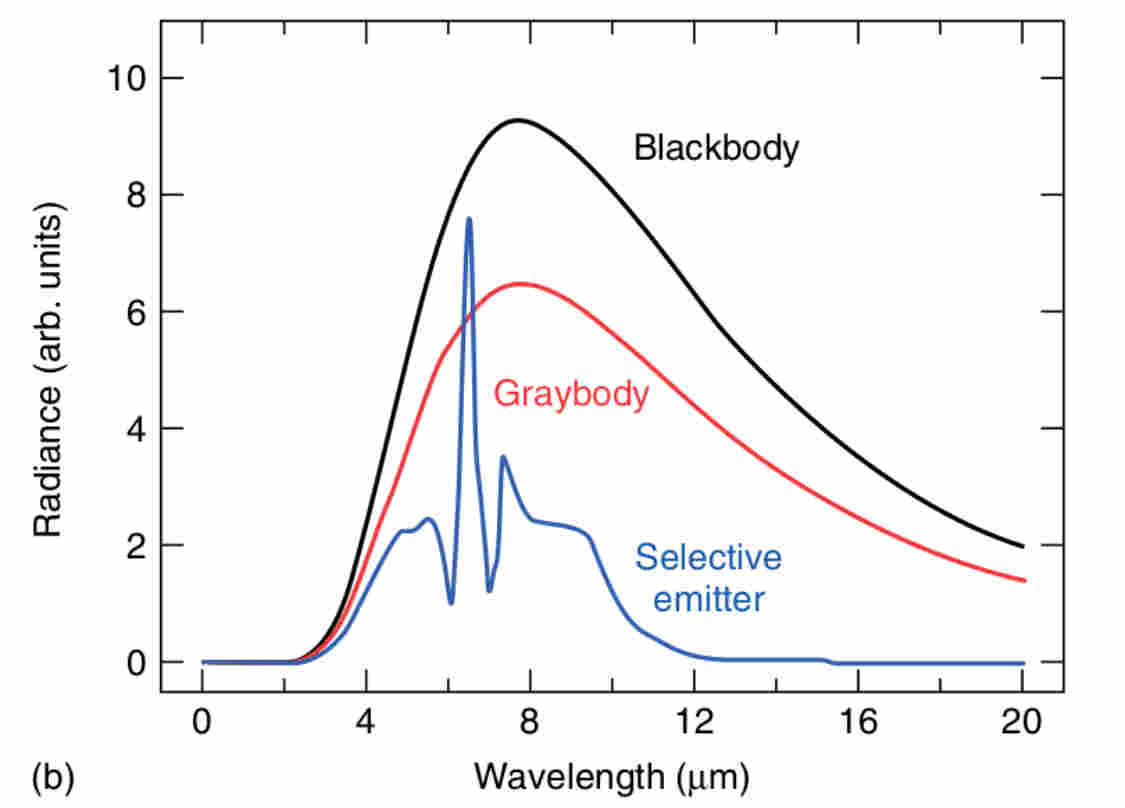 10
8
6
4
2
0
Radiance (arb. units)
Blackbody
Graybody
Selective
emitter
0 4 8 12 16 20
(b)
Wavelength (μm)